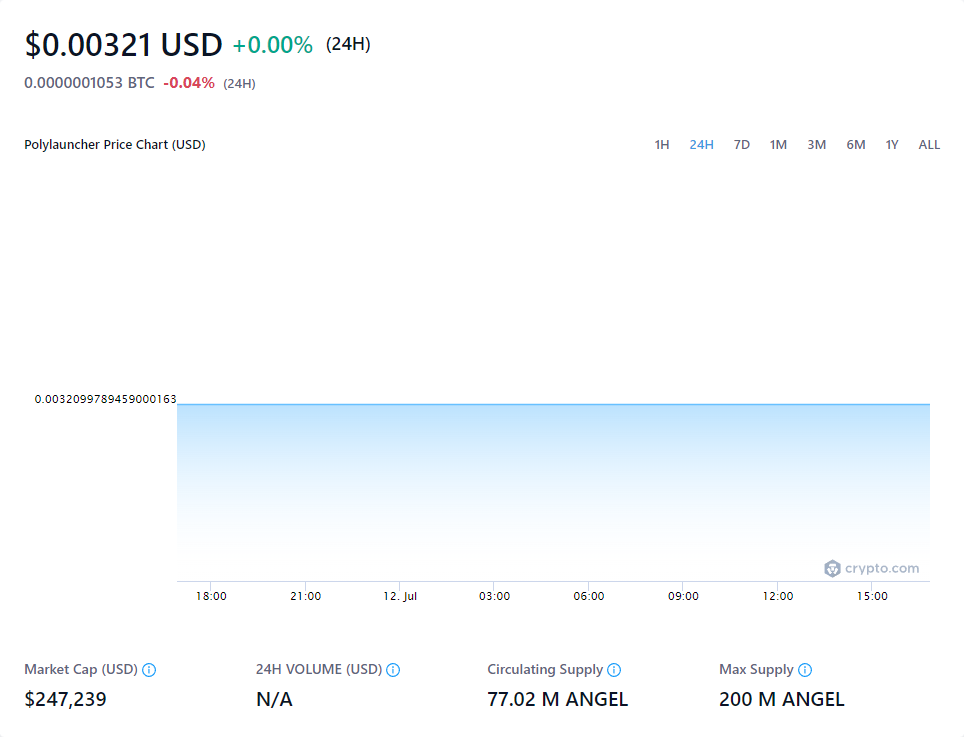 $0.00321 USD +0.00% (24H)
0.0000001053 BTC -0.04% (24H)
Polylauncher Price Chart (USD) 1H 24H 7D 1M 3M 6M 1Y ALL
0.0032099789459000163
crypto.com
18:00 21:00 12. Jul 03:00 06:00 09:00 12:00 15:00
Market Cap (USD) 24H VOLUME (USD) Circulating Supply Max Supply
$247,239 N/A 77.02 M ANGEL 200 M ANGEL